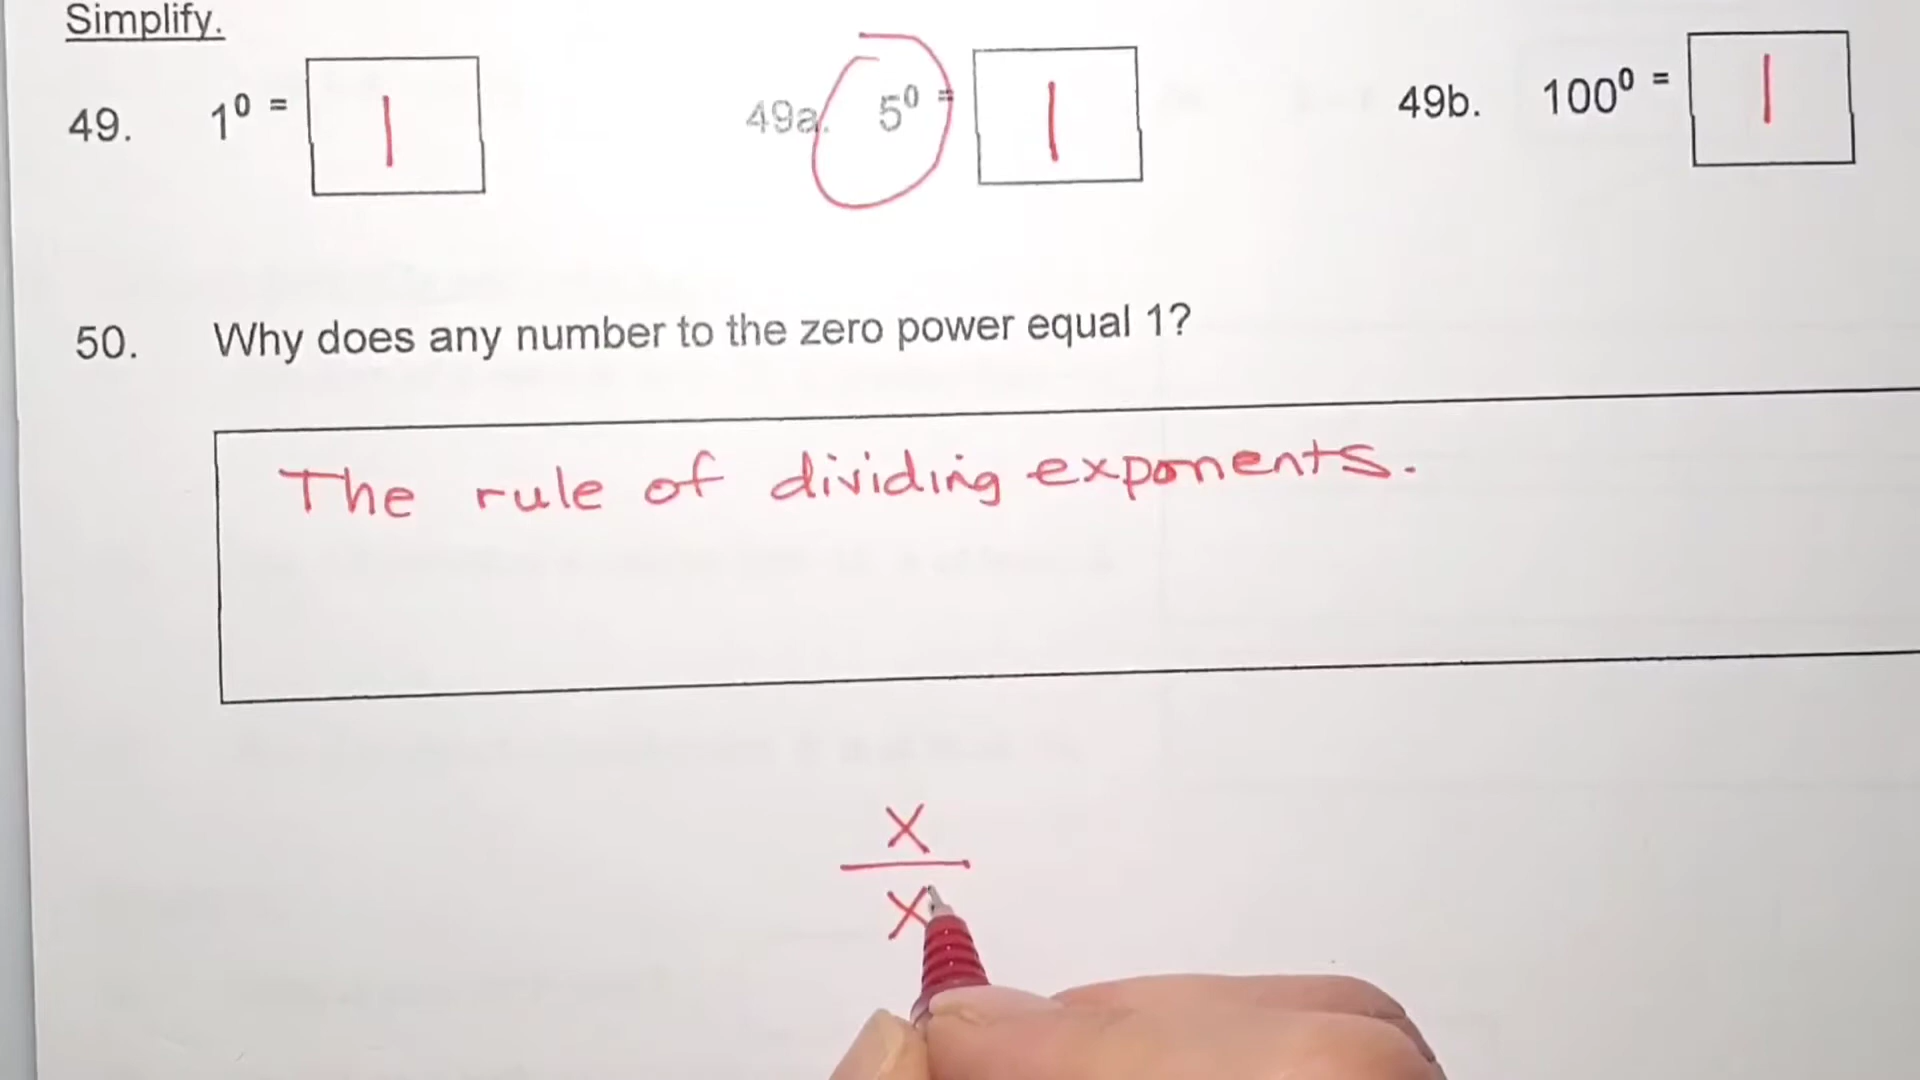 Simplify.
49. 1⁰ = 1 49a. 5⁰ = 1 49b. 100⁰ = 1
50. Why does any number to the zero power equal 1?
The rule of dividing exponents.
x
x